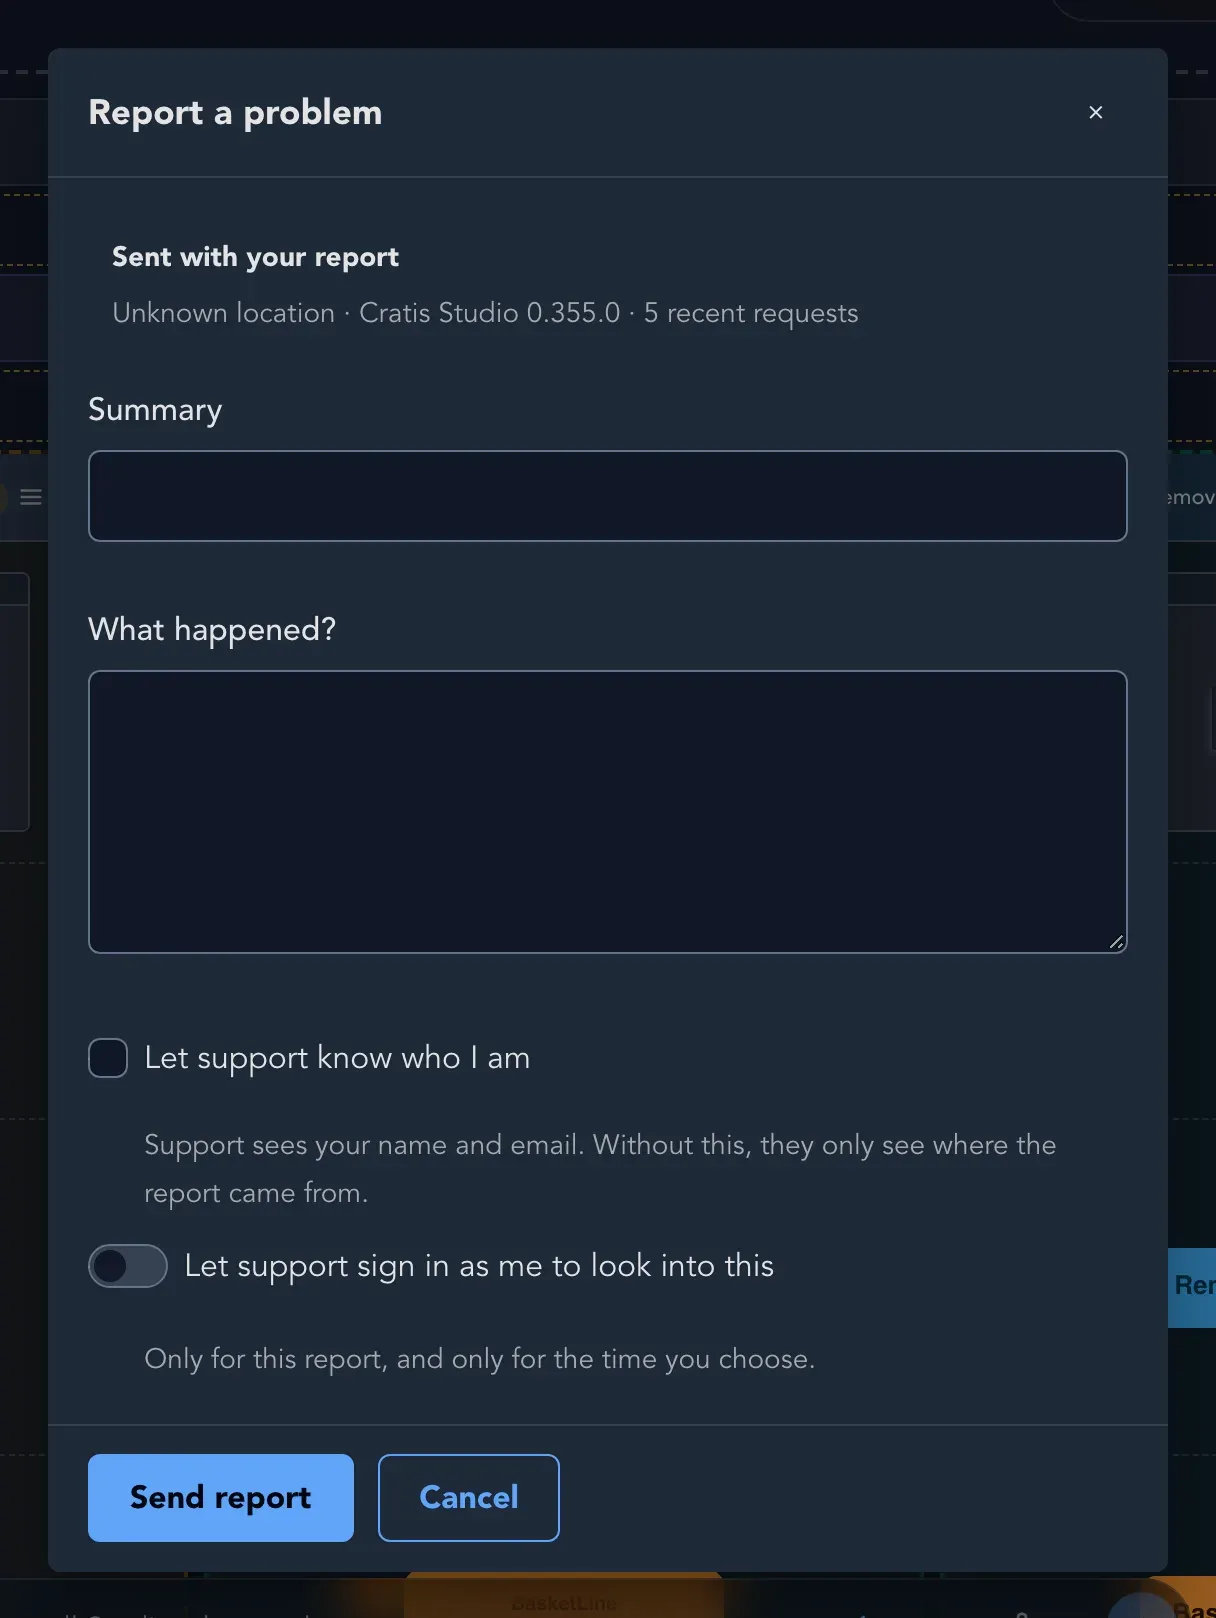 Report a problem
×
Sent with your report
Unknown location · Cratis Studio 0.355.0 · 5 recent requests
Summary
What happened?
Let support know who I am
Support sees your name and email. Without this, they only see where the
report came from.
Let support sign in as me to look into this
Only for this report, and only for the time you choose.
Send report
Cancel
BasketLine